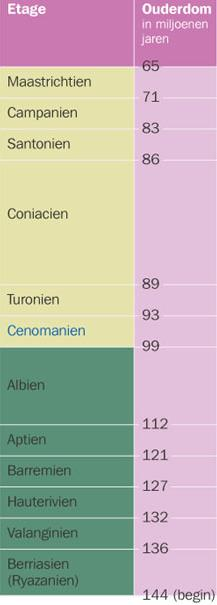 Etage Ouderdom
in miljoenen
jaren
65
Maastrichtien
71
Campanien
83
Santonien
86
Coniacien
89
Turonien
93
Cenomanien
99
Albien
112
Aptien
121
Barremien
127
Hauterivien
132
Valanginien
136
Berriasien
(Ryazanien)
144 (begin)